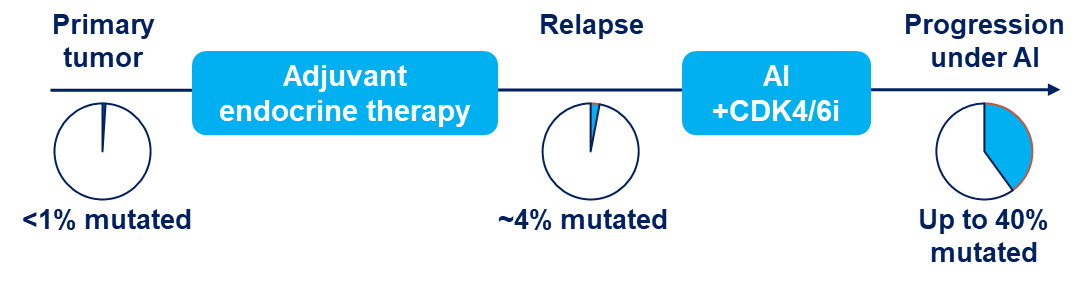 Primary
tumor
Adjuvant
endocrine therapy
Relapse
AI
+CDK4/6i
Progression
under AI
<1% mutated
~4% mutated
Up to 40%
mutated